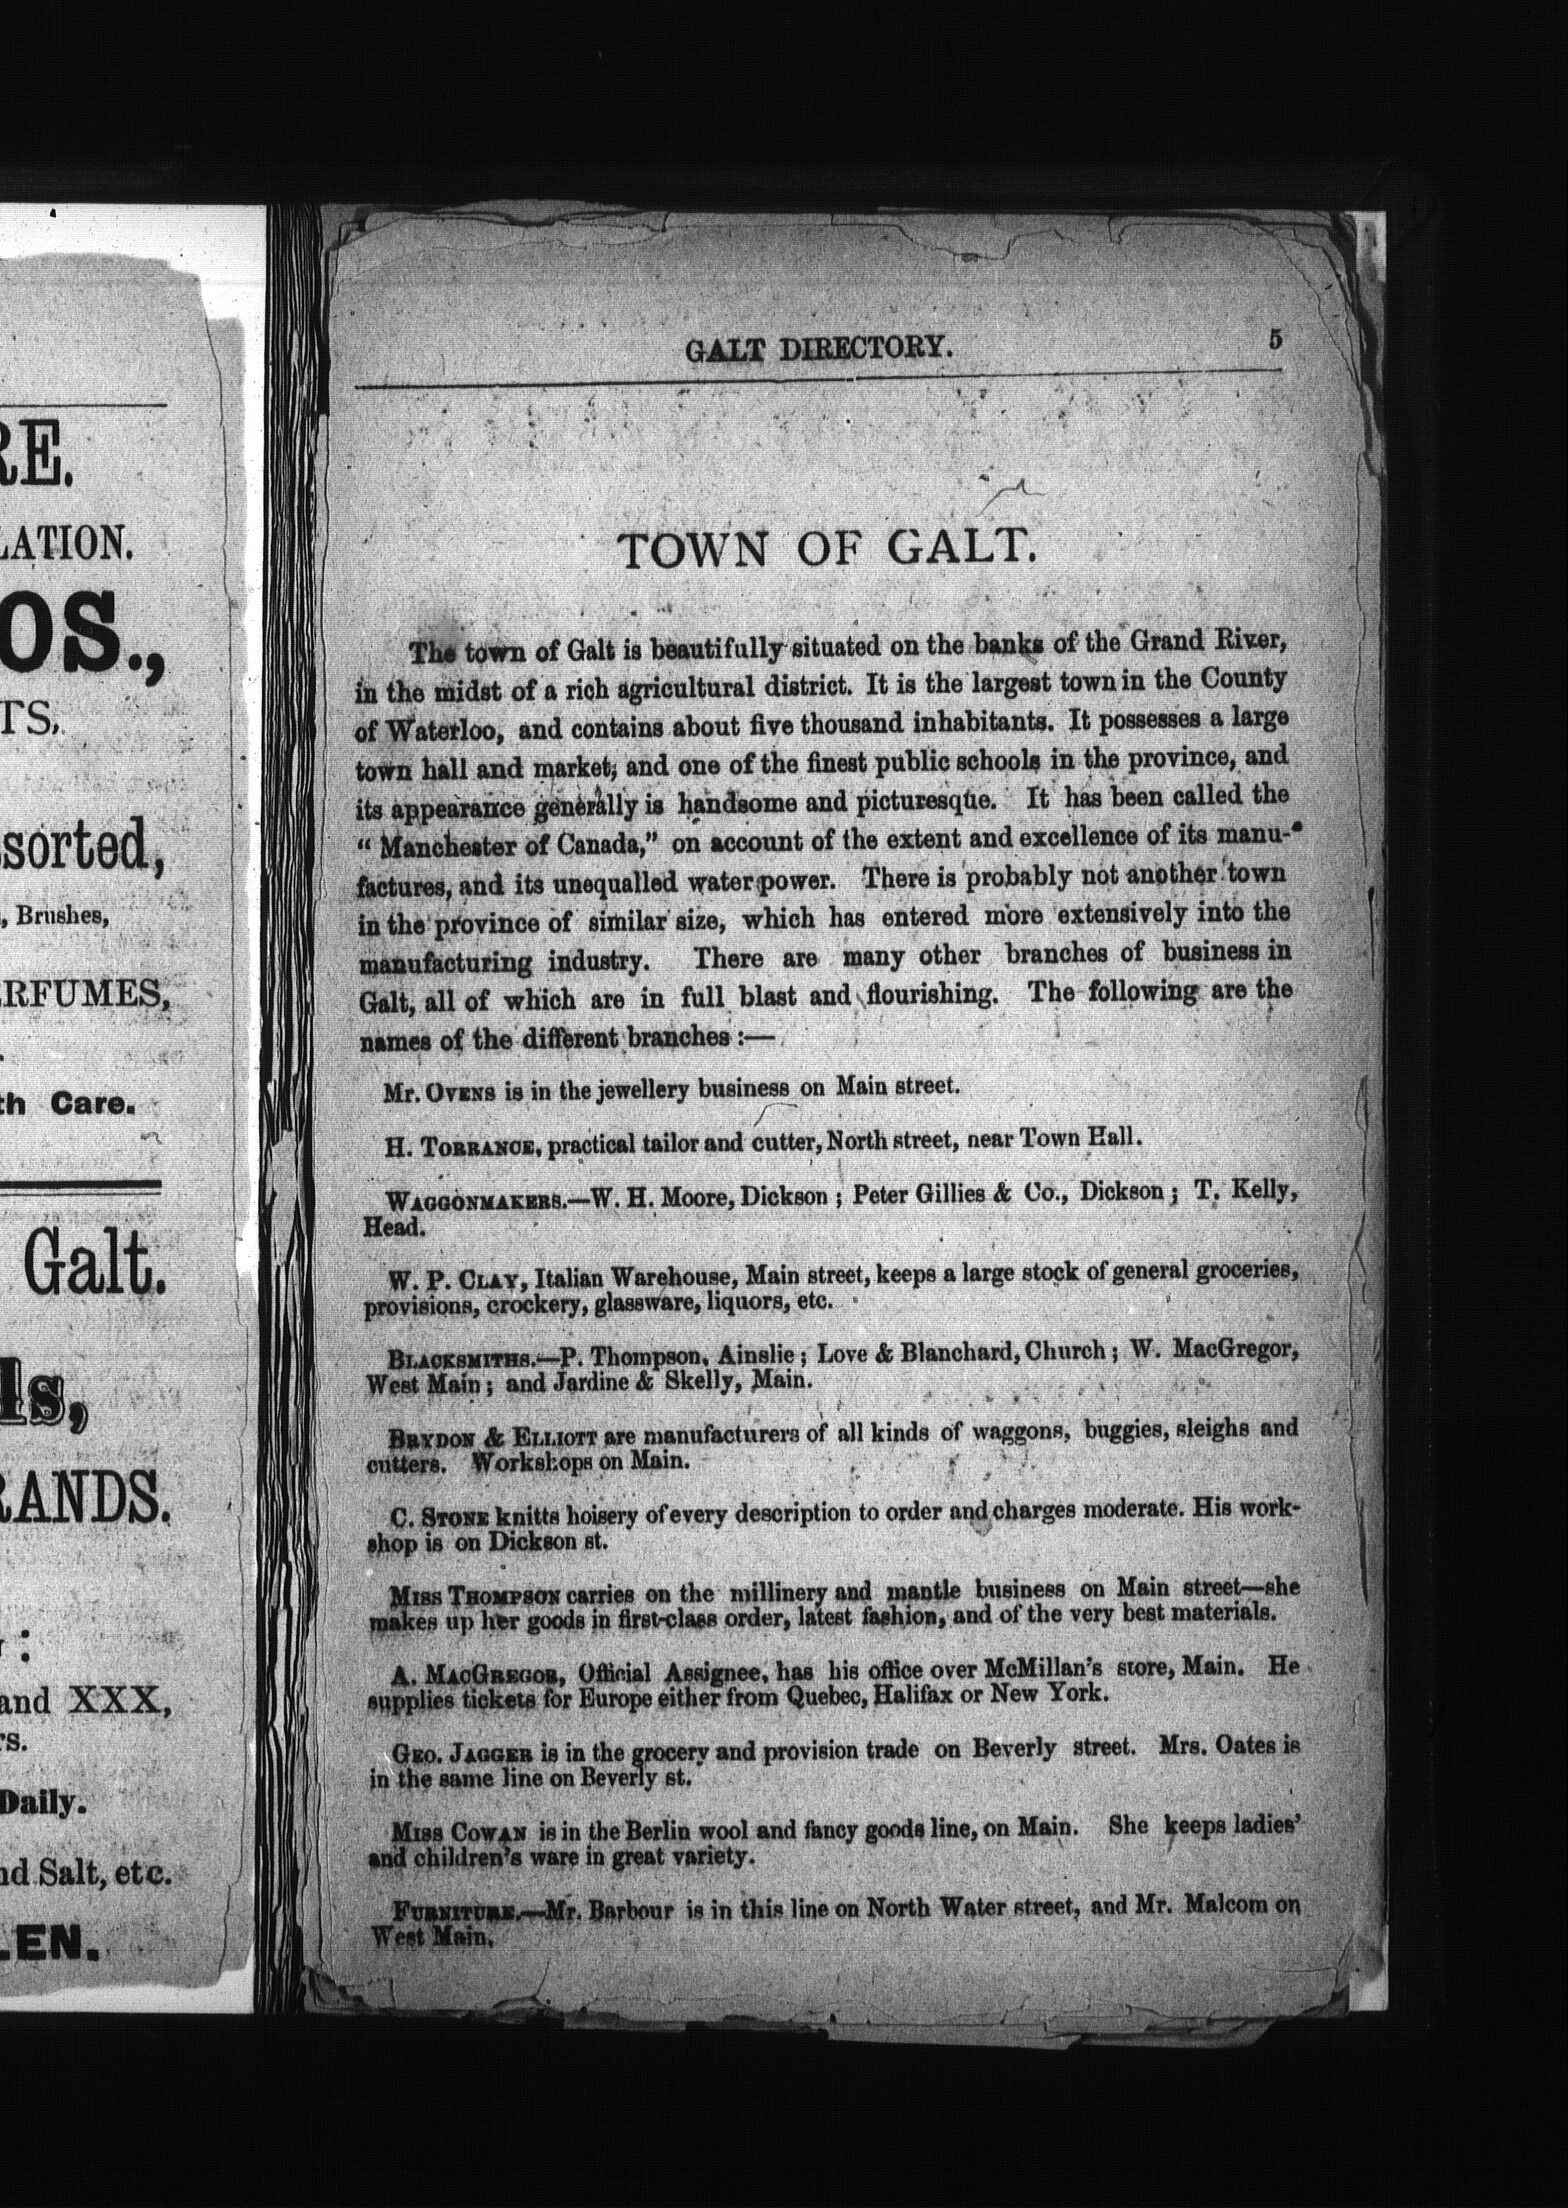 RE.
LATION.
OS.,
TS,
sorted,
, Brushes,
ERFUMES,
th Care.
Galt.
ls,
RANDS.
:
and XXX,
rs.
Daily.
nd Salt, etc.
LEN.
GALT DIRECTORY. 5
TOWN OF GALT.
The town of Galt is beautifully situated on the banks of the Grand River,
in the midst of a rich agricultural district. It is the largest town in the County
of Waterloo, and contains about five thousand inhabitants. It possesses a large
town hall and market, and one of the finest public schools in the province, and
its appearance generally is handsome and picturesque. It has been called the
“ Manchester of Canada,” on account of the extent and excellence of its manu-
factures, and its unequalled water power. There is probably not another town
in the province of similar size, which has entered more extensively into the
manufacturing industry. There are many other branches of business in
Galt, all of which are in full blast and flourishing. The following are the
names of the different branches :—
Mr. OVENS is in the jewellery business on Main street.
H. TORRANCE, practical tailor and cutter, North street, near Town Hall.
WAGGONMAKERS.—W. H. Moore, Dickson ; Peter Gillies & Co., Dickson ; T. Kelly,
Head.
W. P. CLAY, Italian Warehouse, Main street, keeps a large stock of general groceries,
provisions, crockery, glassware, liquors, etc.
BLACKSMITHS.—P. Thompson, Ainslie ; Love & Blanchard, Church ; W. MacGregor,
West Main ; and Jardine & Skelly, Main.
BRYDON & ELLIOTT are manufacturers of all kinds of waggons, buggies, sleighs and
cutters. Workshops on Main.
C. STONE knitts hoisery of every description to order and charges moderate. His work-
shop is on Dickson st.
MISS THOMPSON carries on the millinery and mantle business on Main street—she
makes up her goods in first-class order, latest fashion, and of the very best materials.
A. MACGREGOR, Official Assignee, has his office over McMillan's store, Main. He
supplies tickets for Europe either from Quebec, Halifax or New York.
GEO. JAGGER is in the grocery and provision trade on Beverly street. Mrs. Oates is
in the same line on Beverly st.
MISS COWAN is in the Berlin wool and fancy goods line, on Main. She keeps ladies'
and children's ware in great variety.
FURNITURE.—Mr. Barbour is in this line on North Water street, and Mr. Malcom on
West Main.